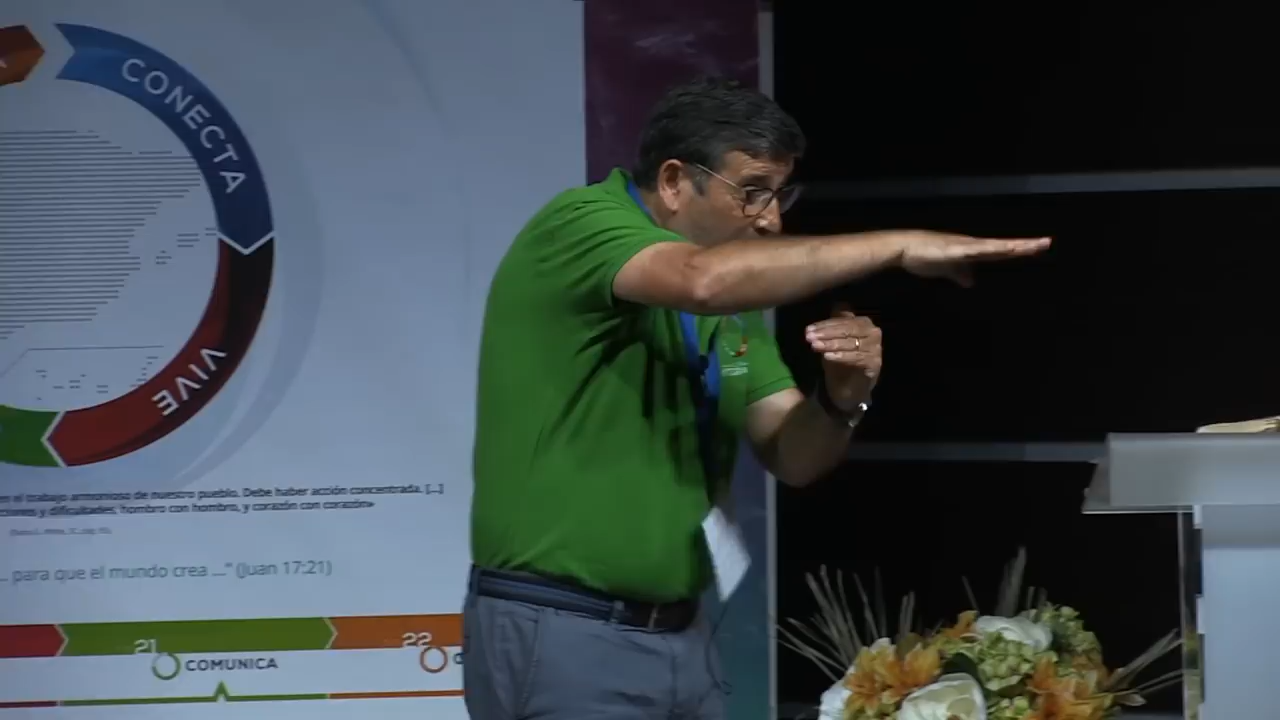 CONECTA
VIVE
en el trabajo armonioso de nuestro pueblo. Debe haber acción concentrada. [...]
ciones y dificultades, hombro con hombro, y corazón con corazón»
... para que el mundo crea ..." (Juan 17:21)
21
COMUNICA
22